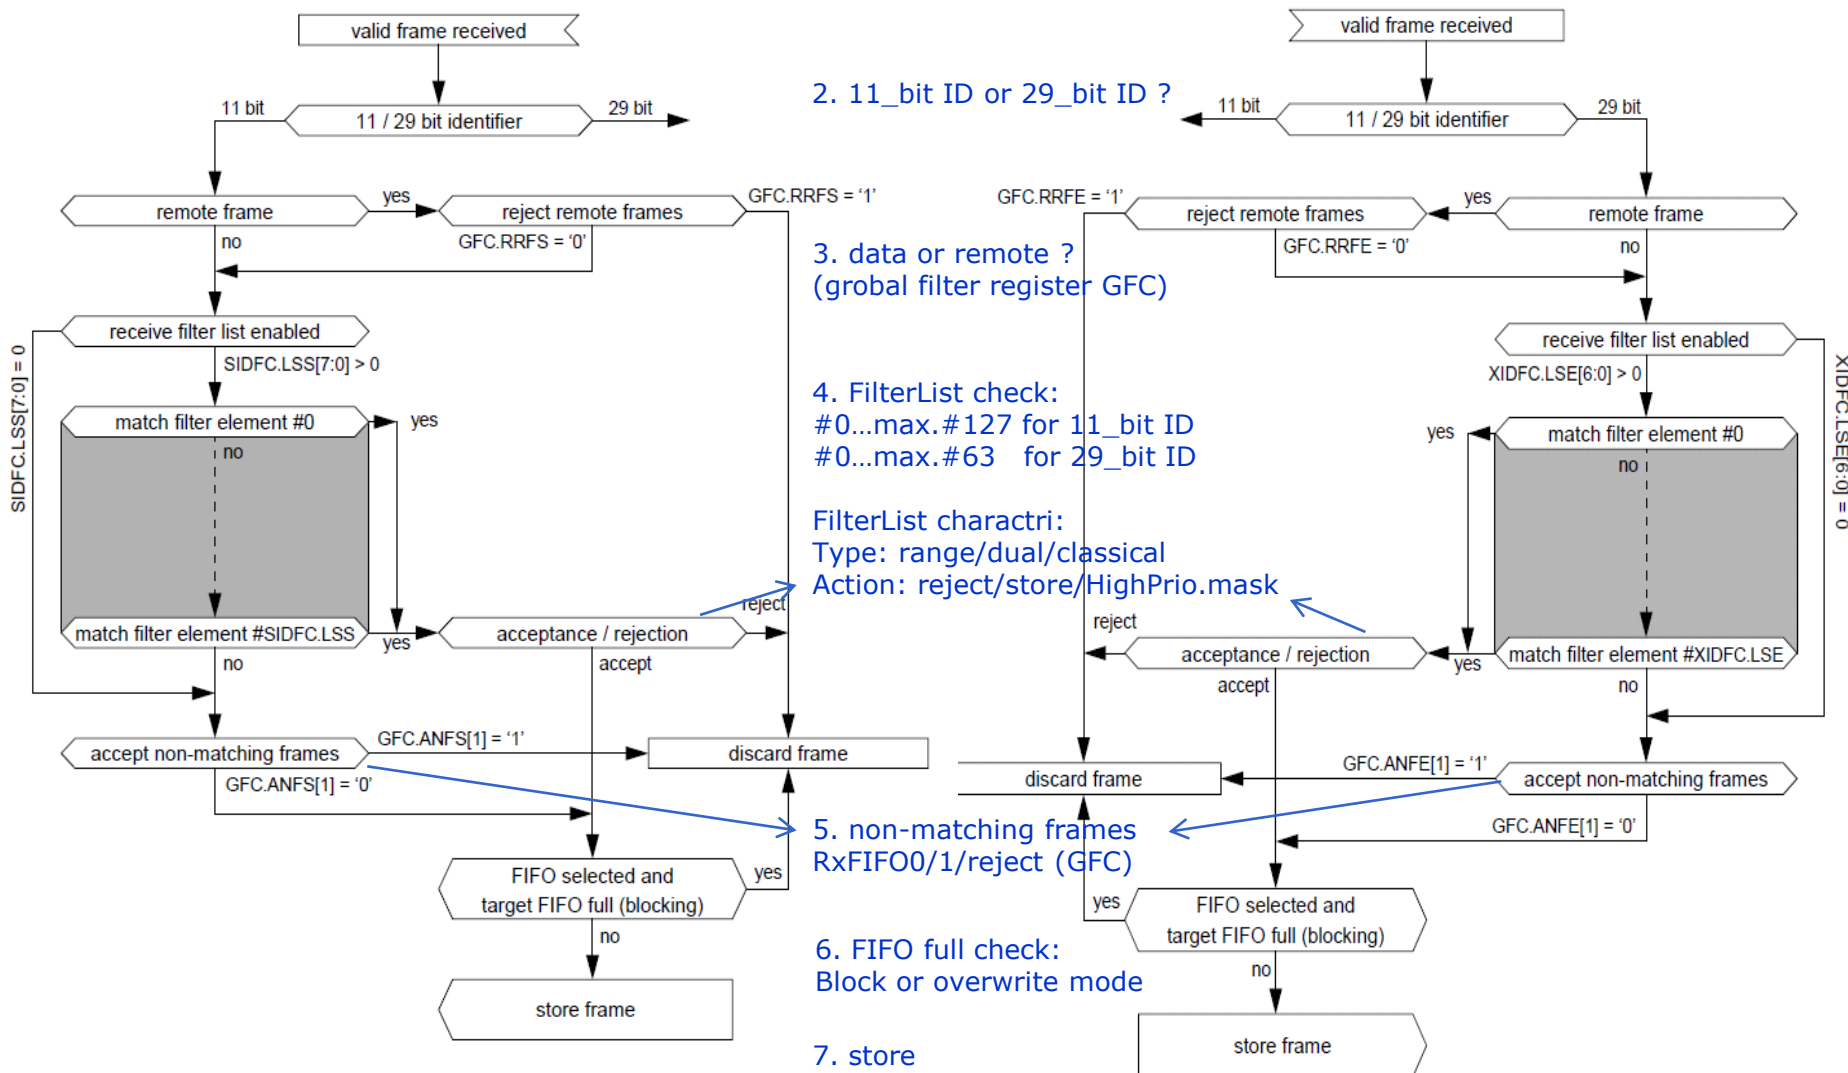 valid frame received
11 bit
11 / 29 bit identifier
29 bit
remote frame
yes
reject remote frames
GFC.RRFS = ‘1’
no
GFC.RRFS = ‘0’
receive filter list enabled
SIDFC.LSS[7:0] = 0
SIDFC.LSS[7:0] > 0
match filter element #0
yes
no
match filter element #SIDFC.LSS
yes
acceptance / rejection
reject
no
accept
accept non-matching frames
GFC.ANFS[1] = ‘1’
discard frame
GFC.ANFS[1] = ‘0’
FIFO selected and
target FIFO full (blocking)
yes
no
store frame
2. 11_bit ID or 29_bit ID ?
3. data or remote ?
(grobal filter register GFC)
4. FilterList check:
#0...max.#127 for 11_bit ID
#0...max.#63 for 29_bit ID
FilterList charactri:
Type: range/dual/classical
Action: reject/store/HighPrio.mask
5. non-matching frames
RxFIFO0/1/reject (GFC)
6. FIFO full check:
Block or overwrite mode
7. store
valid frame received
11 bit
11 / 29 bit identifier
29 bit
GFC.RRFE = ‘1’
reject remote frames
yes
remote frame
GFC.RRFE = ‘0’
no
receive filter list enabled
XIDFC.LSE[6:0] > 0
XIDFC.LSE[6:0] = 0
yes
match filter element #0
no
reject
acceptance / rejection
yes
match filter element #XIDFC.LSE
accept
no
discard frame
GFC.ANFE[1] = ‘1’
accept non-matching frames
GFC.ANFE[1] = ‘0’
yes
FIFO selected and
target FIFO full (blocking)
no
store frame